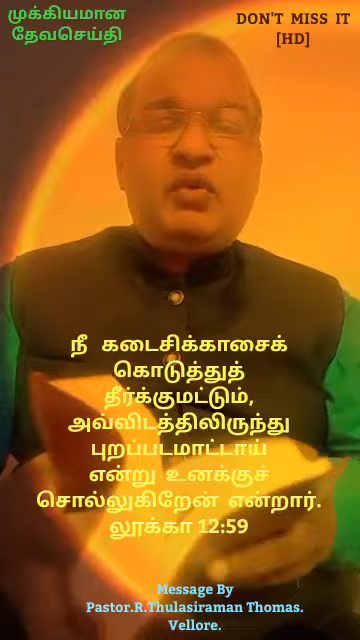 முக்கியமான
தேவசெய்தி
DON'T MISS IT
[HD]
நீ கடைசிக்காசைக்
கொடுத்துத்
தீர்க்குமட்டும்,
அவ்விடத்திலிருந்து
புறப்படமாட்டாய்
என்று உனக்குச்
சொல்லுகிறேன் என்றார்.
லூக்கா 12:59
Message By
Pastor.R.Thulasiraman Thomas.
Vellore.